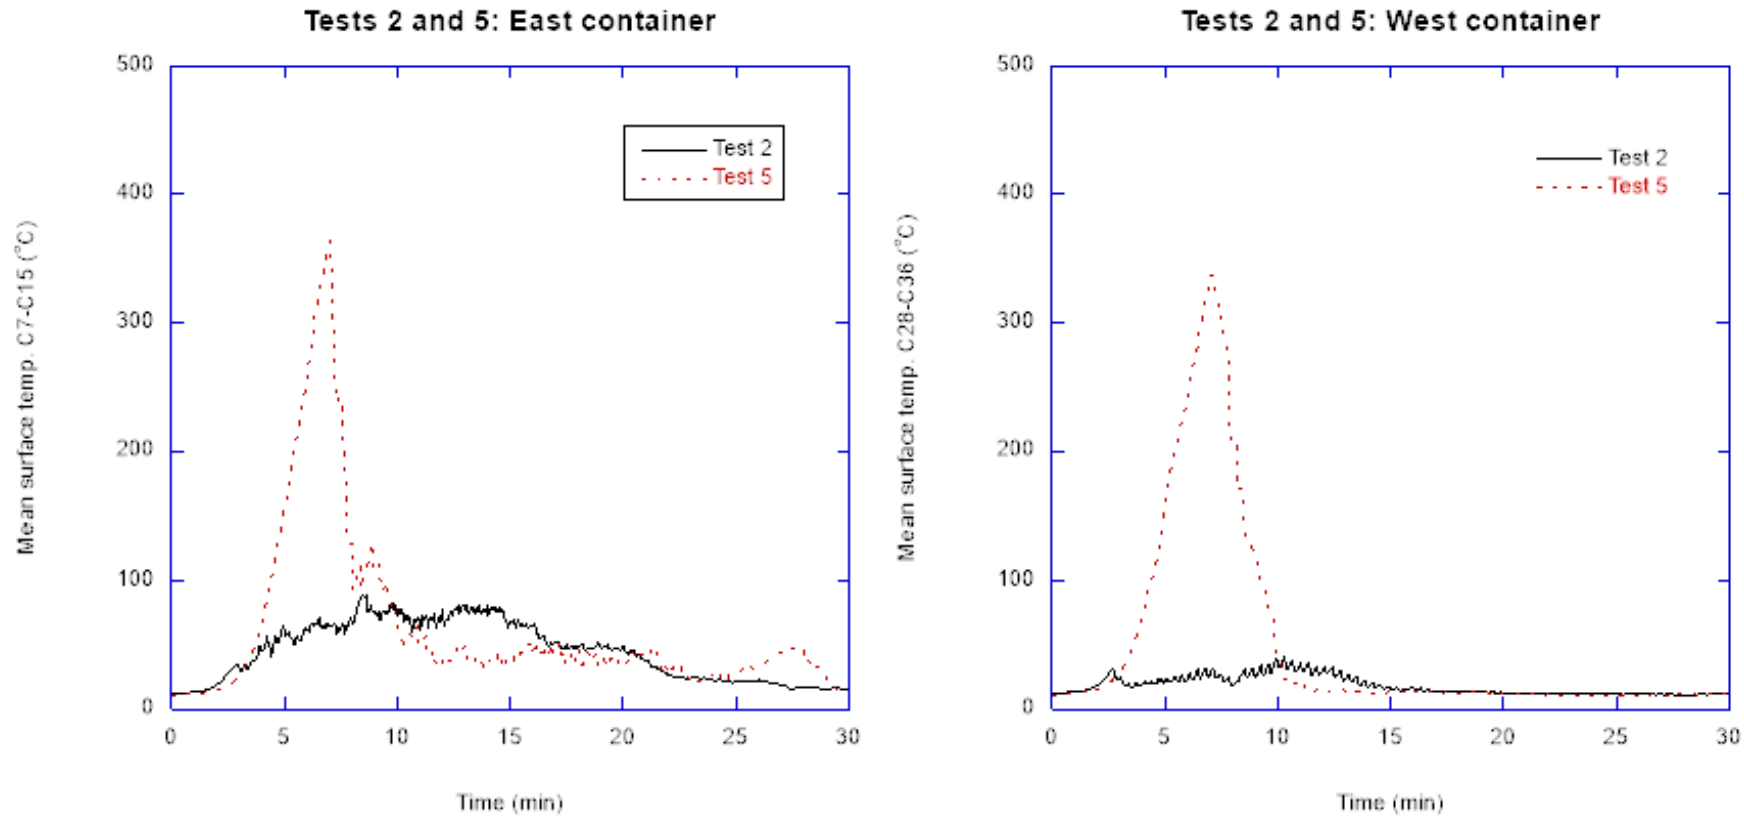 Tests 2 and 5: East container
500
400
300
200
100
0
0 5 10 15 20 25 30
Mean surface temp. C7-C15 (°C)
Time (min)
Test 2
Test 5
Tests 2 and 5: West container
500
400
300
200
100
0
0 5 10 15 20 25 30
Mean surface temp. C28-C36 (°C)
Time (min)
Test 2
Test 5